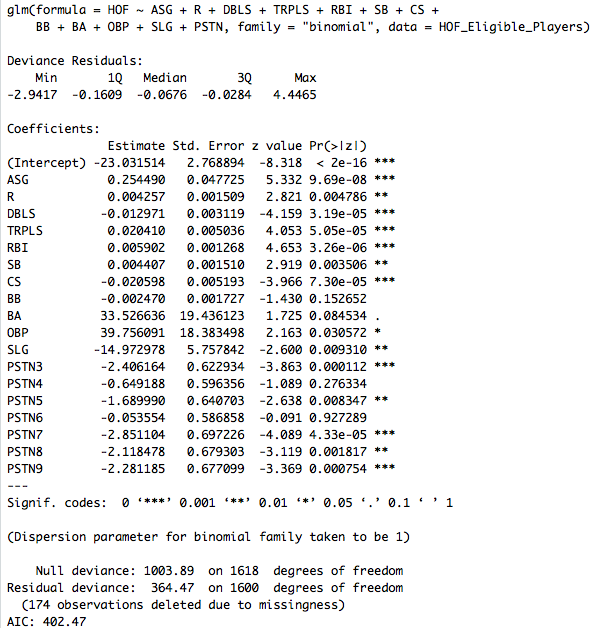 glm(formula = HOF ~ ASG + R + DBLS + TRPLS + RBI + SB + CS +
    BB + BA + OBP + SLG + PSTN, family = "binomial", data = HOF_Eligible_Players)

Deviance Residuals:
    Min      1Q  Median      3Q     Max
-2.9417 -0.1609 -0.0676 -0.0284  4.4465

Coefficients:
              Estimate Std. Error z value Pr(>|z|)
(Intercept) -23.031514   2.768894  -8.318  < 2e-16 ***
ASG           0.254490   0.047725   5.332 9.69e-08 ***
R             0.004257   0.001509   2.821 0.004786 **
DBLS         -0.012971   0.003119  -4.159 3.19e-05 ***
TRPLS         0.020410   0.005036   4.053 5.05e-05 ***
RBI           0.005902   0.001268   4.653 3.26e-06 ***
SB            0.004407   0.001510   2.919 0.003506 **
CS           -0.020598   0.005193  -3.966 7.30e-05 ***
BB           -0.002470   0.001727  -1.430 0.152652
BA           33.526636  19.436123   1.725 0.084534 .
OBP          39.756091  18.383498   2.163 0.030572 *
SLG         -14.972978   5.757842  -2.600 0.009310 **
PSTN3        -2.406164   0.622934  -3.863 0.000112 ***
PSTN4        -0.649188   0.596356  -1.089 0.276334
PSTN5        -1.689990   0.640703  -2.638 0.008347 **
PSTN6        -0.053554   0.586858  -0.091 0.927289
PSTN7        -2.851104   0.697226  -4.089 4.33e-05 ***
PSTN8        -2.118478   0.679303  -3.119 0.001817 **
PSTN9        -2.281185   0.677099  -3.369 0.000754 ***
---
Signif. codes:  0 ‘***’ 0.001 ‘**’ 0.01 ‘*’ 0.05 ‘.’ 0.1 ‘ ’ 1

(Dispersion parameter for binomial family taken to be 1)

    Null deviance: 1003.89  on 1618  degrees of freedom
Residual deviance:  364.47  on 1600  degrees of freedom
  (174 observations deleted due to missingness)
AIC: 402.47